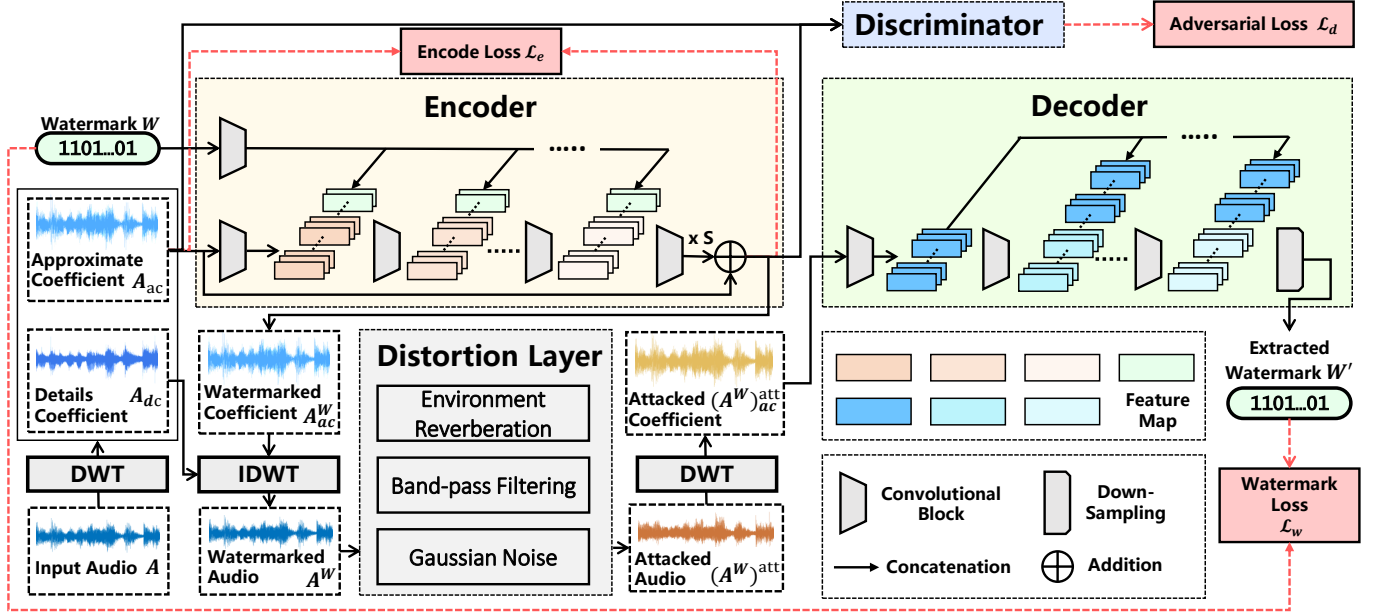 Discriminator
Adversarial Loss ℒd
Encode Loss ℒe
Encoder
Decoder
Watermark W
1101...01
Approximate
Coefficient Aac
x S
Details
Coefficient Adc
DWT
Input Audio A
Watermarked
Coefficient A^W_ac
IDWT
Watermarked
Audio A^W
Distortion Layer
Environment
Reverberation
Band-pass Filtering
Gaussian Noise
Attacked (A^W)^att_ac
Coefficient
DWT
Attacked
Audio (A^W)^att
Feature
Map
Convolutional
Block
Down-
Sampling
Concatenation
Addition
Extracted
Watermark W′
1101...01
Watermark
Loss
ℒw